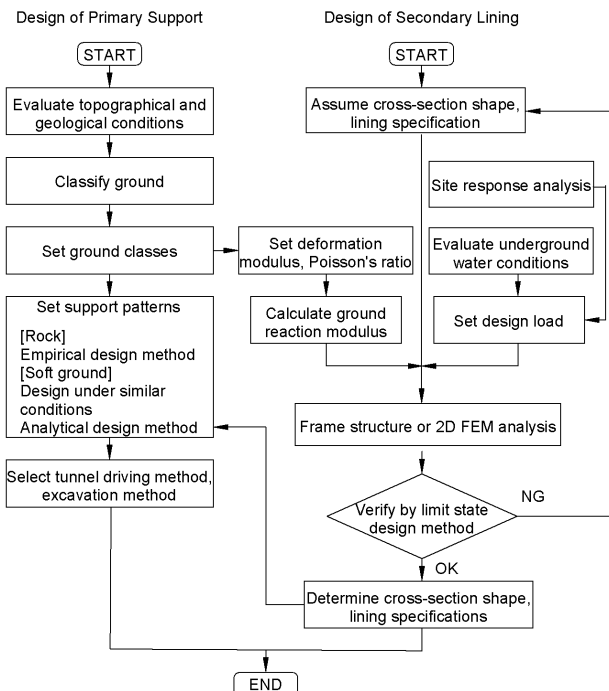 Design of Primary Support
START
Evaluate topographical and
geological conditions
Classify ground
Set ground classes
Set support patterns
[Rock]
Empirical design method
[Soft ground]
Design under similar
conditions
Analytical design method
Select tunnel driving method,
excavation method
Design of Secondary Lining
START
Assume cross-section shape,
lining specification
Site response analysis
Set deformation
modulus, Poisson's ratio
Evaluate underground
water conditions
Calculate ground
reaction modulus
Set design load
Frame structure or 2D FEM analysis
Verify by limit state
design method
NG
OK
Determine cross-section shape,
lining specifications
END